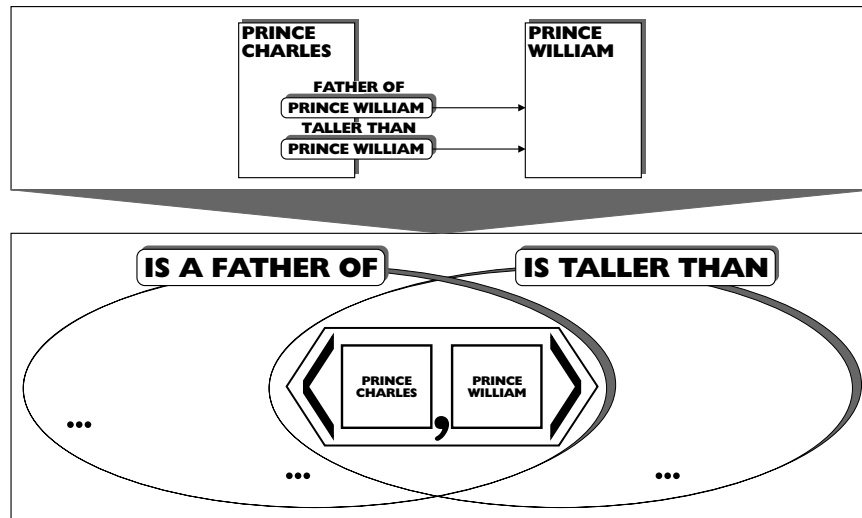 PRINCE
CHARLES
PRINCE
WILLIAM
FATHER OF
PRINCE WILLIAM
TALLER THAN
PRINCE WILLIAM
IS A FATHER OF
IS TALLER THAN
PRINCE
CHARLES
,
PRINCE
WILLIAM
...
...
...